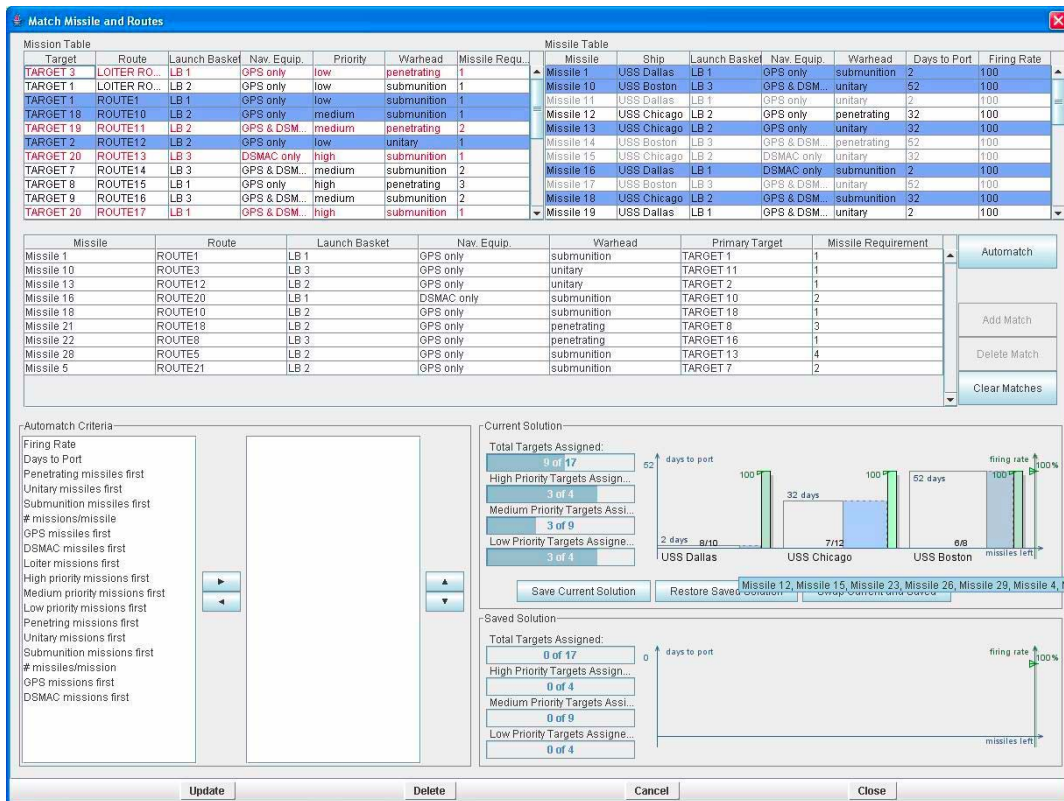 Match Missile and Routes
Mission Table
Target Route Launch Basket Nav. Equip. Priority Warhead Missile Requ...
TARGET 3 LOITER RO... LB 1 GPS only low penetrating 1
TARGET 1 LOITER RO... LB 2 GPS only low submunition 1
TARGET 1 ROUTE1 LB 1 GPS only low submunition 1
TARGET 18 ROUTE10 LB 2 GPS only medium submunition 1
TARGET 19 ROUTE11 LB 2 GPS & DSM... medium penetrating 2
TARGET 2 ROUTE12 LB 2 GPS only low unitary 1
TARGET 20 ROUTE13 LB 3 DSMAC only high submunition 1
TARGET 7 ROUTE14 LB 3 GPS & DSM... medium submunition 2
TARGET 8 ROUTE15 LB 1 GPS only high penetrating 3
TARGET 9 ROUTE16 LB 3 GPS & DSM... medium submunition 2
TARGET 20 ROUTE17 LB 1 GPS & DSM... high submunition 1
Missile Table
Missile Ship Launch Basket Nav. Equip. Warhead Days to Port Firing Rate
Missile 1 USS Dallas LB 1 GPS only submunition 2 100
Missile 10 USS Boston LB 3 GPS & DSM... unitary 52 100
Missile 11 USS Dallas LB 1 GPS only unitary 2 100
Missile 12 USS Chicago LB 2 GPS only penetrating 32 100
Missile 13 USS Chicago LB 2 GPS only unitary 32 100
Missile 14 USS Boston LB 3 GPS & DSM... penetrating 52 100
Missile 15 USS Chicago LB 2 DSMAC only unitary 32 100
Missile 16 USS Dallas LB 1 DSMAC only submunition 2 100
Missile 17 USS Boston LB 3 GPS & DSM... unitary 52 100
Missile 18 USS Chicago LB 2 GPS & DSM... submunition 32 100
Missile 19 USS Dallas LB 1 GPS & DSM... unitary 2 100
Missile Route Launch Basket Nav. Equip. Warhead Primary Target Missile Requirement
Missile 1 ROUTE1 LB 1 GPS only submunition TARGET 1 1
Missile 10 ROUTE3 LB 3 GPS only unitary TARGET 11 1
Missile 13 ROUTE12 LB 2 GPS only unitary TARGET 2 1
Missile 16 ROUTE20 LB 1 DSMAC only submunition TARGET 10 2
Missile 18 ROUTE10 LB 2 GPS only submunition TARGET 18 1
Missile 21 ROUTE18 LB 2 GPS only penetrating TARGET 8 3
Missile 22 ROUTE8 LB 3 GPS only penetrating TARGET 16 1
Missile 28 ROUTE5 LB 2 GPS only submunition TARGET 13 4
Missile 5 ROUTE21 LB 2 GPS only submunition TARGET 7 2
Automatch
Add Match
Delete Match
Clear Matches
Automatch Criteria
Firing Rate
Days to Port
Penetrating missiles first
Unitary missiles first
Submunition missiles first
# missions/missile
GPS missiles first
DSMAC missiles first
Loiter missions first
High priority missions first
Medium priority missions first
Low priority missions first
Penetring missions first
Unitary missions first
Submunition missions first
# missiles/mission
GPS missions first
DSMAC missions first
Current Solution
Total Targets Assigned:
9 of 17
High Priority Targets Assign...
3 of 4
Medium Priority Targets Assi...
3 of 9
Low Priority Targets Assigne...
3 of 4
52 days to port firing rate 100%
2 days 8/10 100
USS Dallas
32 days 7/12 100
USS Chicago
52 days 6/8 100
USS Boston
missiles left
Save Current Solution
Restore Saved Solution
Swap Current and Saved
Missile 12, Missile 15, Missile 23, Missile 26, Missile 29, Missile 4,
Saved Solution
Total Targets Assigned:
0 of 17
High Priority Targets Assign...
0 of 4
Medium Priority Targets Assi...
0 of 9
Low Priority Targets Assigne...
0 of 4
0 days to port firing rate 100%
missiles left
Update Delete Cancel Close